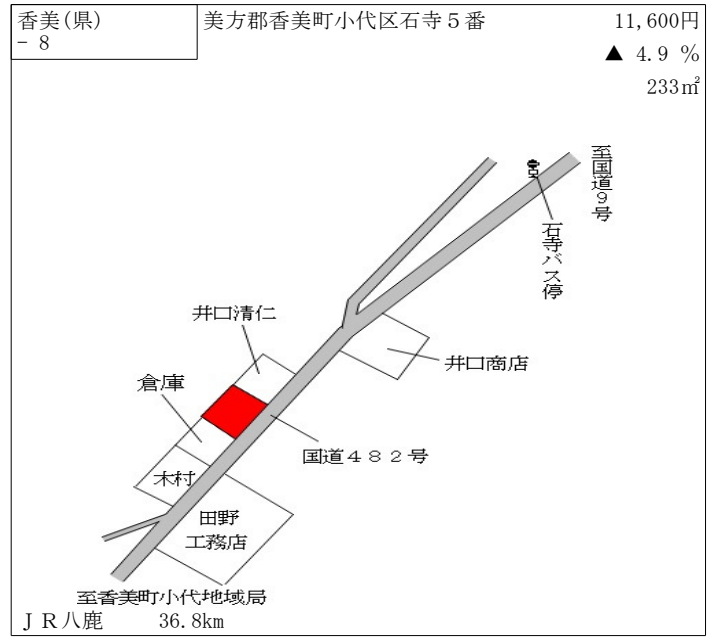 香美(県)
- 8
美方郡香美町小代区石寺５番
11,600円
▲ 4.9 %
233㎡
至国道９号
石寺バス停
井口清仁
井口商店
倉庫
国道４８２号
木村
田野
工務店
至香美町小代地域局
ＪＲ八鹿 36.8km